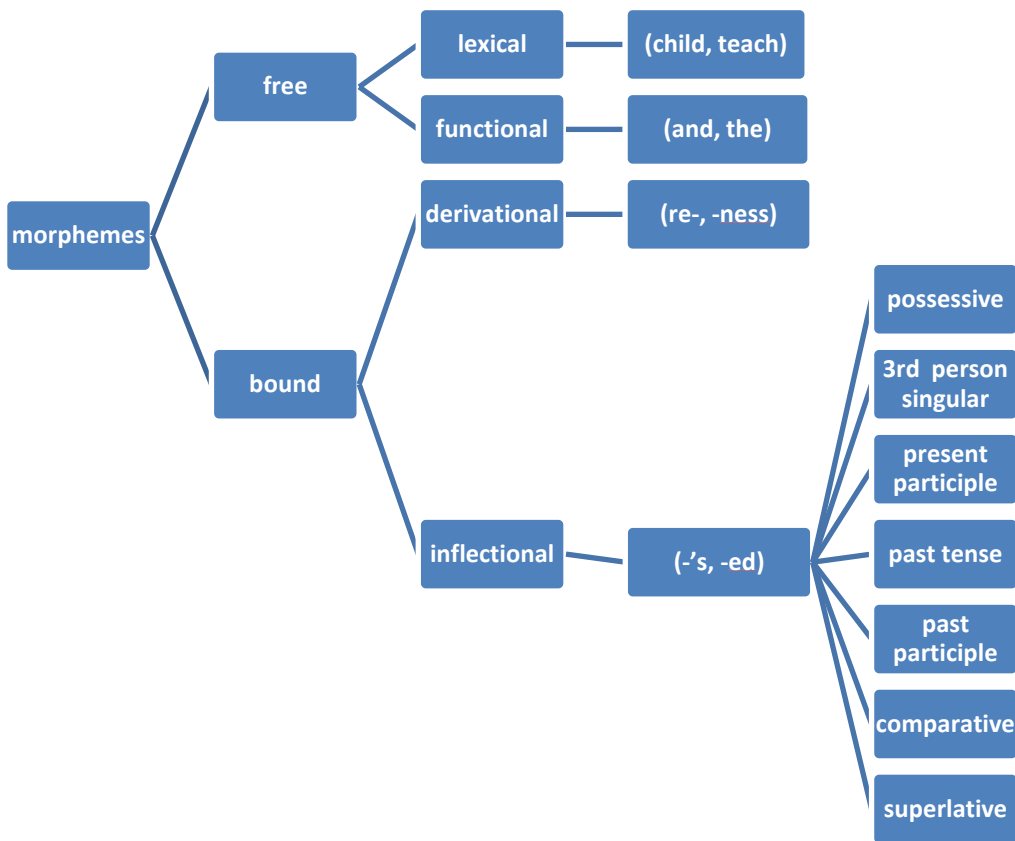 morphemes
free
lexical
(child, teach)
functional
(and, the)
bound
derivational
(re-, -ness)
inflectional
(-’s, -ed)
possessive
3rd person
singular
present
participle
past tense
past
participle
comparative
superlative